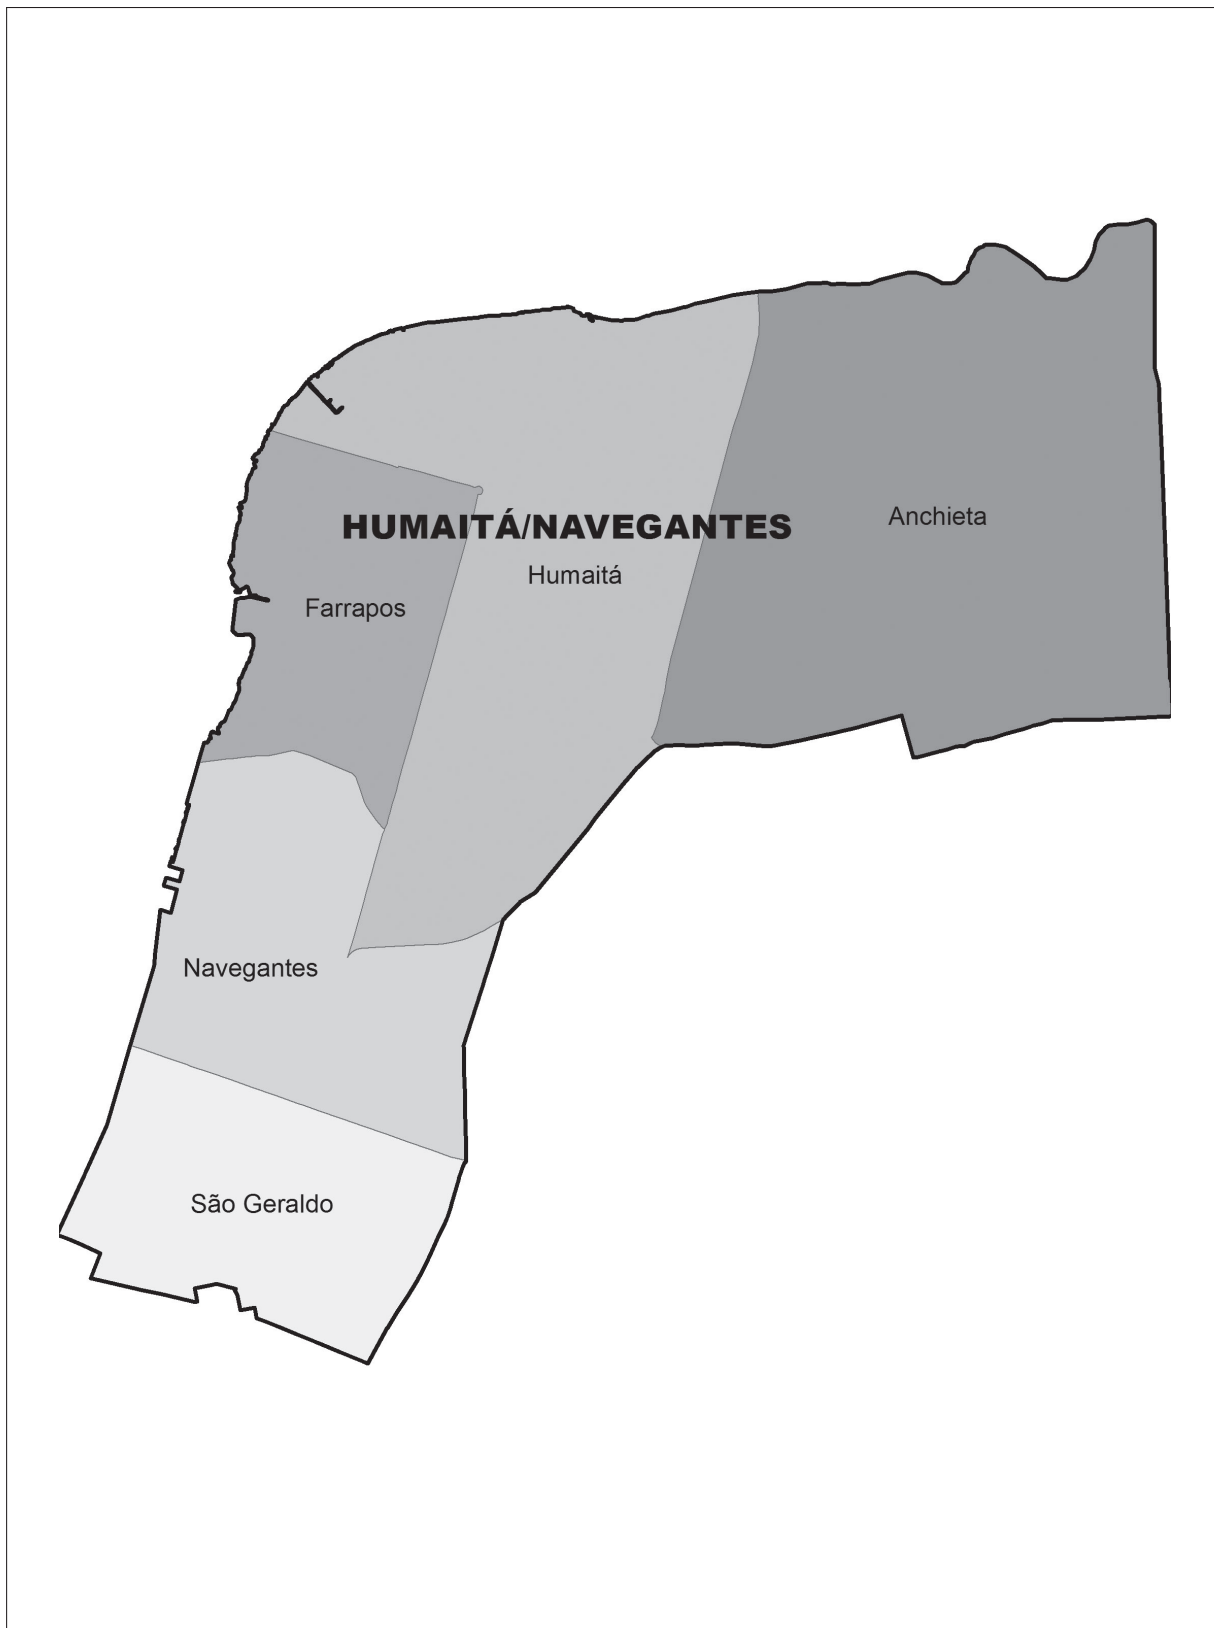 HUMAITÁ/NAVEGANTES
Anchieta
Humaitá
Farrapos
Navegantes
São Geraldo